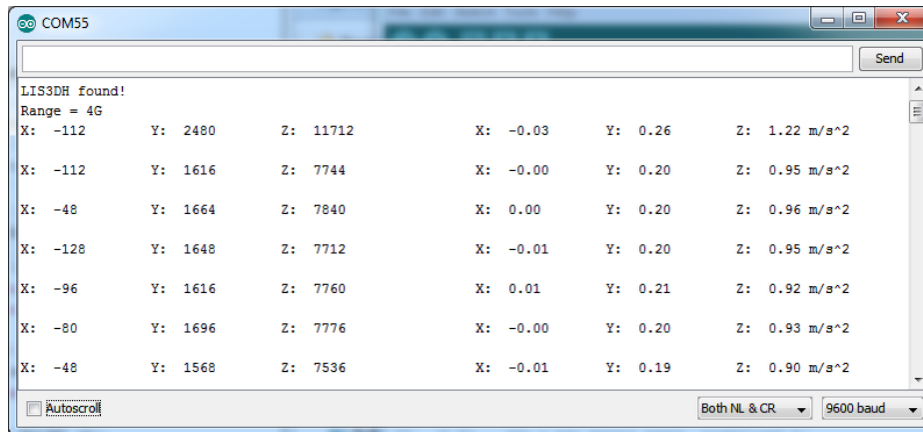 COM55
Send
LIS3DH found!
Range = 4G
X: -112 Y: 2480 Z: 11712 X: -0.03 Y: 0.26 Z: 1.22 m/s^2
X: -112 Y: 1616 Z: 7744 X: -0.00 Y: 0.20 Z: 0.95 m/s^2
X: -48 Y: 1664 Z: 7840 X: 0.00 Y: 0.20 Z: 0.96 m/s^2
X: -128 Y: 1648 Z: 7712 X: -0.01 Y: 0.20 Z: 0.95 m/s^2
X: -96 Y: 1616 Z: 7760 X: 0.01 Y: 0.21 Z: 0.92 m/s^2
X: -80 Y: 1696 Z: 7776 X: -0.00 Y: 0.20 Z: 0.93 m/s^2
X: -48 Y: 1568 Z: 7536 X: -0.01 Y: 0.19 Z: 0.90 m/s^2
Autoscroll Both NL & CR 9600 baud